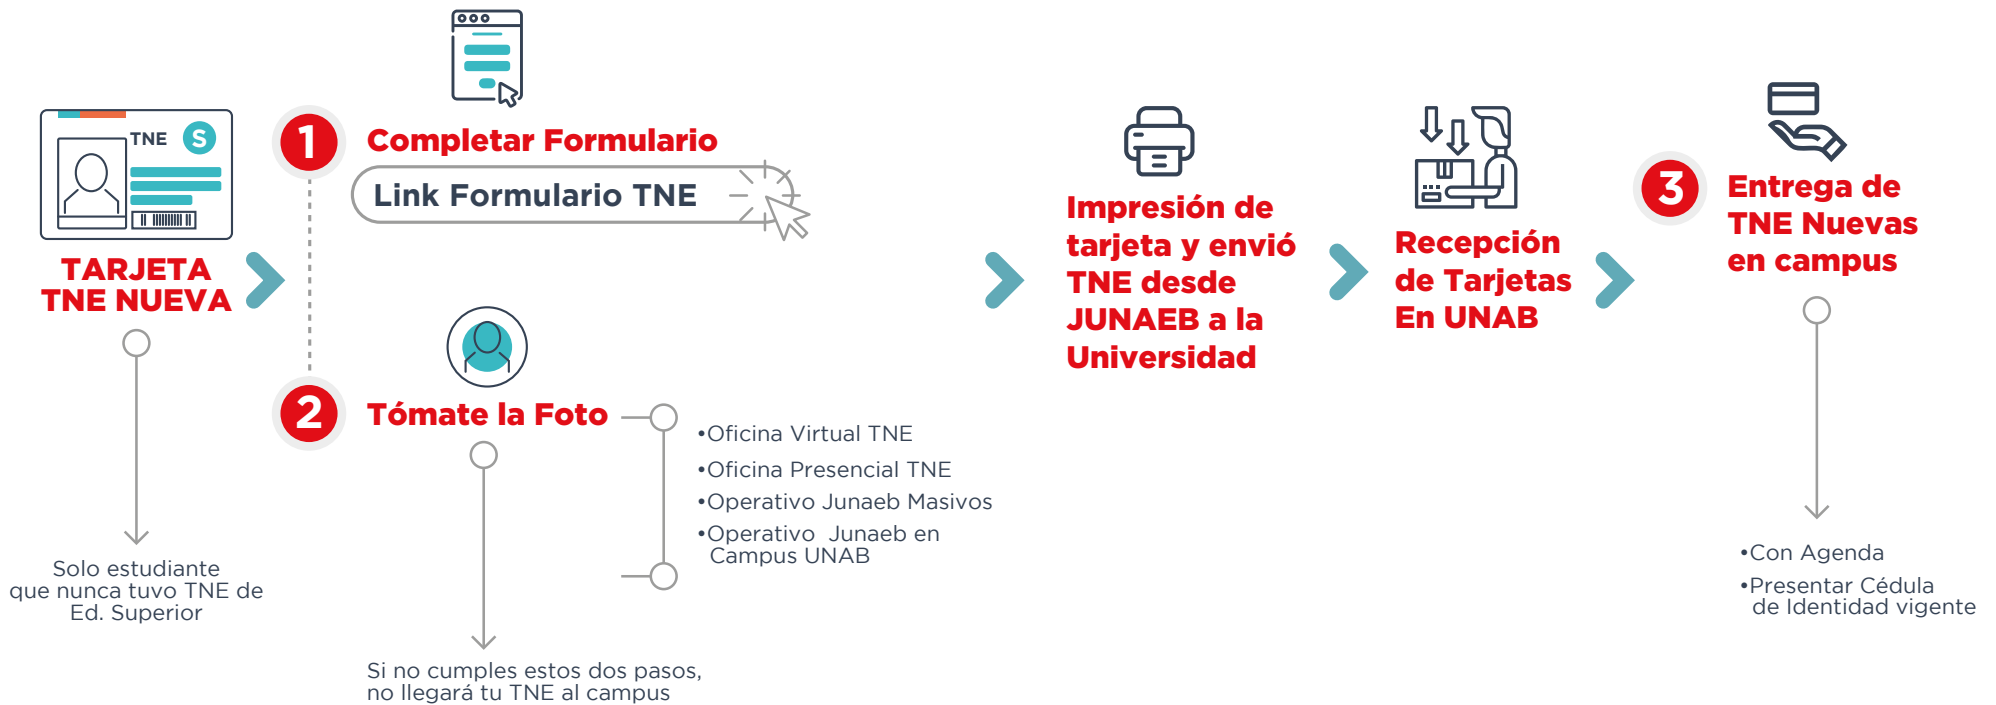 TNE
S
TARJETA
TNE NUEVA
Solo estudiante
que nunca tuvo TNE de
Ed. Superior
1
Completar Formulario
Link Formulario TNE
2
Tómate la Foto
•Oficina Virtual TNE
•Oficina Presencial TNE
•Operativo Junaeb Masivos
•Operativo Junaeb en
Campus UNAB
Si no cumples estos dos pasos,
no llegará tu TNE al campus
Impresión de
tarjeta y envió
TNE desde
JUNAEB a la
Universidad
Recepción
de Tarjetas
En UNAB
3
Entrega de
TNE Nuevas
en campus
•Con Agenda
•Presentar Cédula
de Identidad vigente